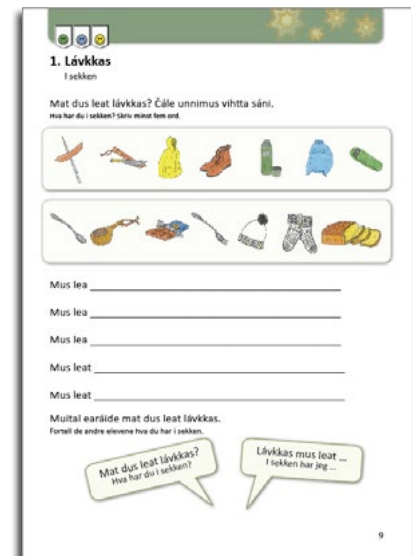 1. Lávkkas
I sekken
Mat dus leat lávkkas? Čále unnimus vihtta sáni.
Hva har du i sekken? Skriv minst fem ord.
Mus lea
Mus lea
Mus lea
Mus leat
Mus leat
Muital earáide mat dus leat lávkkas.
Fortell de andre elevene hva du har i sekken.
Mat dus leat lávkkas?
Hva har du i sekken?
Lávkkas mus leat ...
I sekken har jeg ...
9